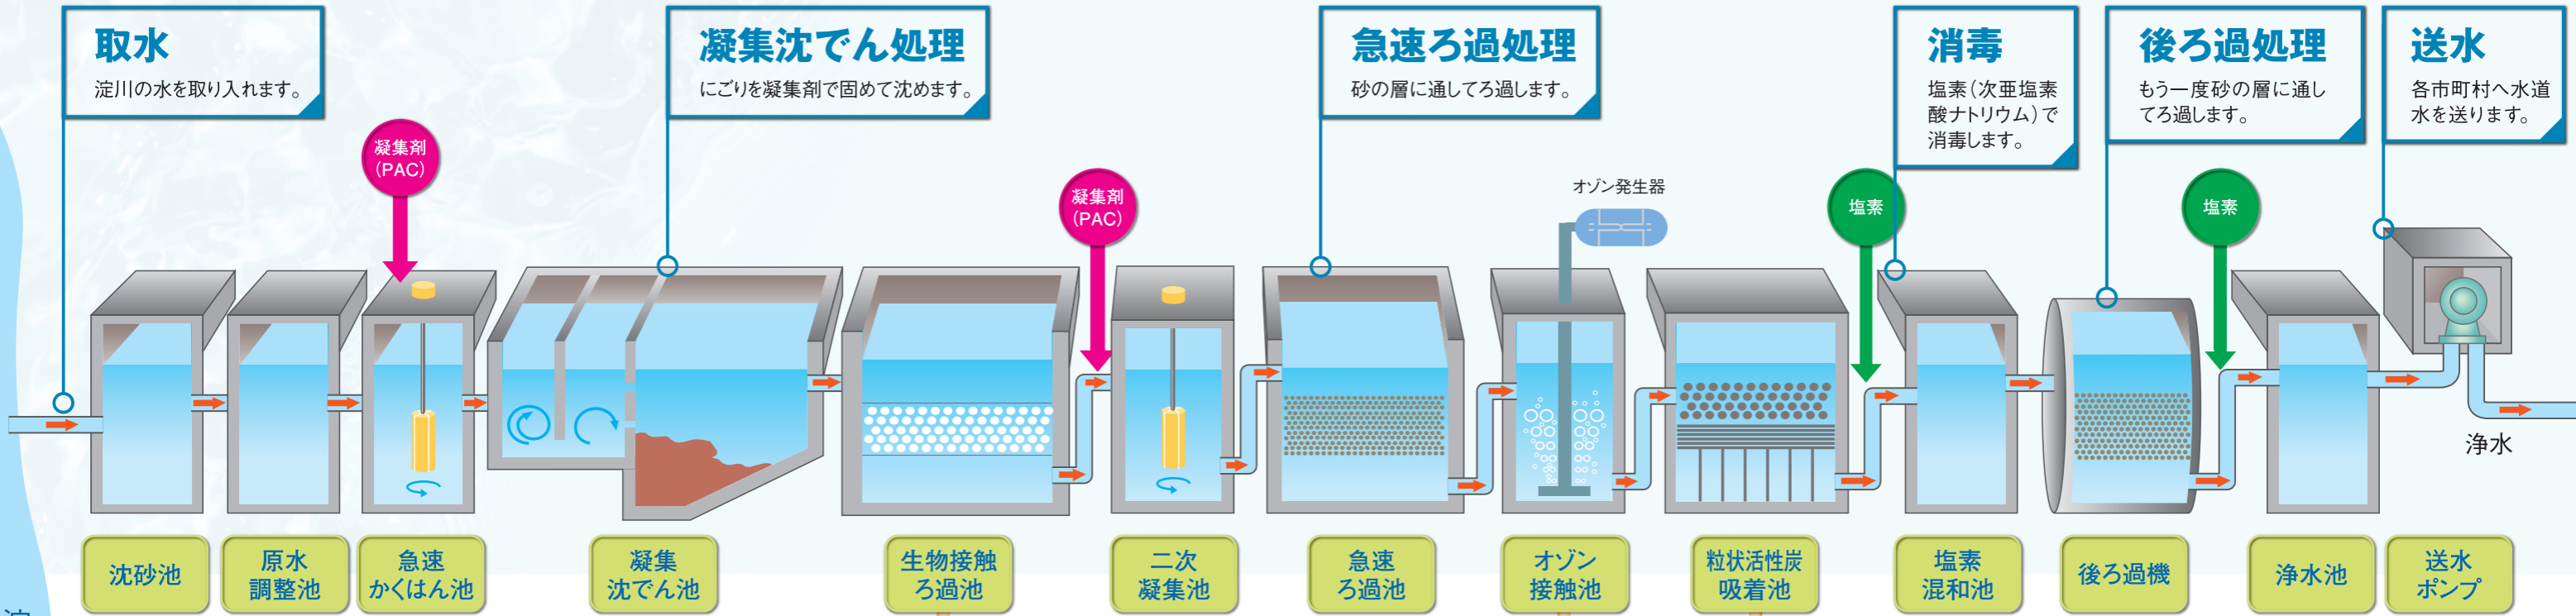 取水
淀川の水を取り入れます。
凝集沈でん処理
にごりを凝集剤で固めて沈めます。
急速ろ過処理
砂の層に通してろ過します。
消毒
塩素（次亜塩素
酸ナトリウム）で
消毒します。
後ろ過処理
もう一度砂の層に通し
てろ過します。
送水
各市町村へ水道
水を送ります。
凝集剤
(PAC)
凝集剤
(PAC)
オゾン発生器
塩素
塩素
浄水
沈砂池
原水
調整池
急速
かくはん池
凝集
沈でん池
生物接触
ろ過池
二次
凝集池
急速
ろ過池
オゾン
接触池
粒状活性炭
吸着池
塩素
混和池
後ろ過機
浄水池
送水
ポンプ